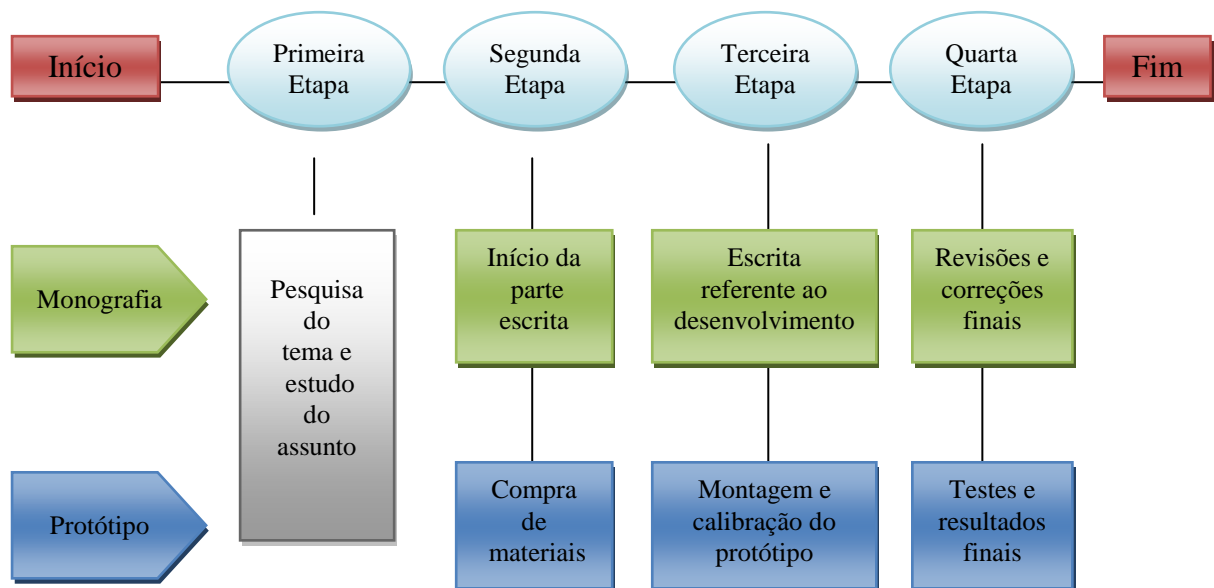 Início
Primeira
Etapa
Segunda
Etapa
Terceira
Etapa
Quarta
Etapa
Fim
Monografia
Pesquisa
do
tema e
estudo
do
assunto
Início da
parte
escrita
Escrita
referente ao
desenvolvimento
Revisões e
correções
finais
Protótipo
Compra
de
materiais
Montagem e
calibração do
protótipo
Testes e
resultados
finais